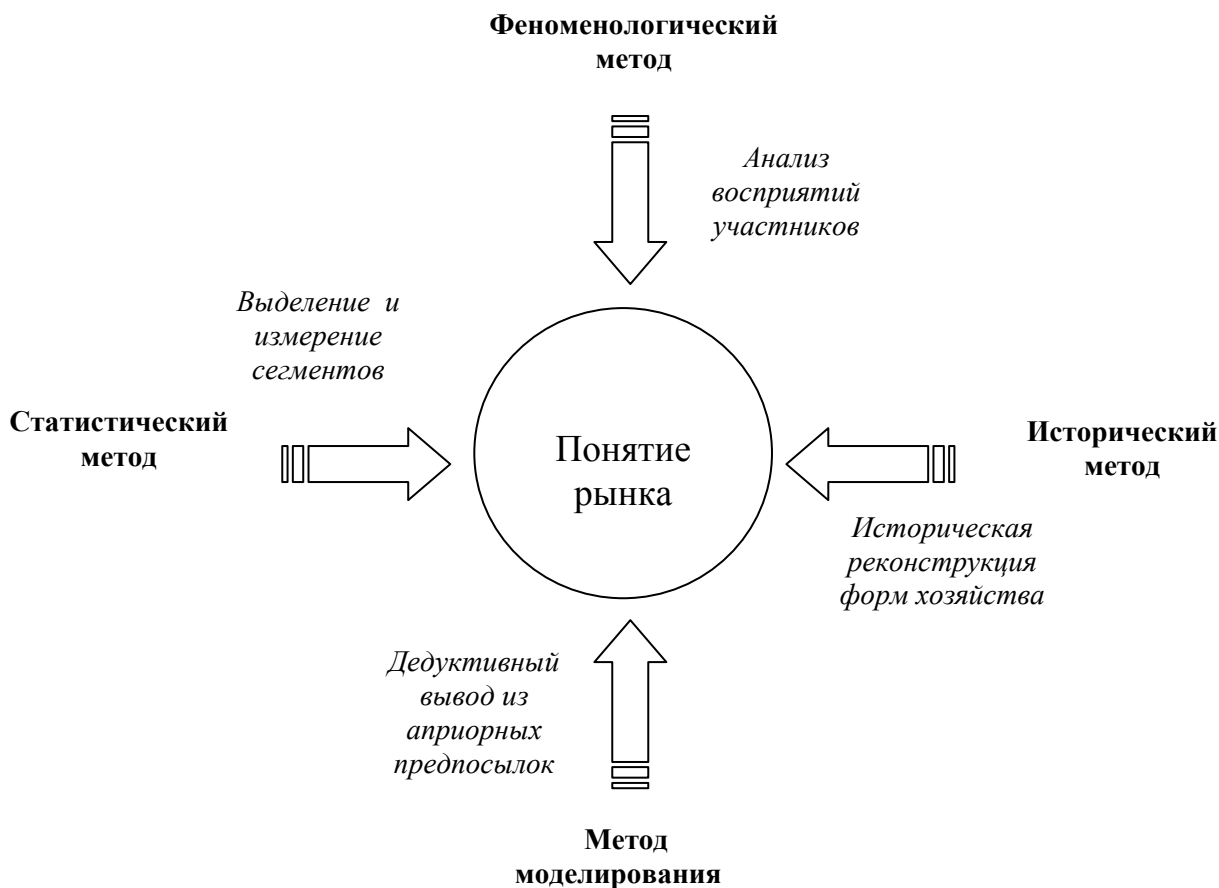 Феноменологический
метод
Анализ
восприятий
участников
Выделение и
измерение
сегментов
Статистический
метод
Понятие
рынка
Исторический
метод
Историческая
реконструкция
форм хозяйства
Дедуктивный
вывод из
априорных
предпосылок
Метод
моделирования